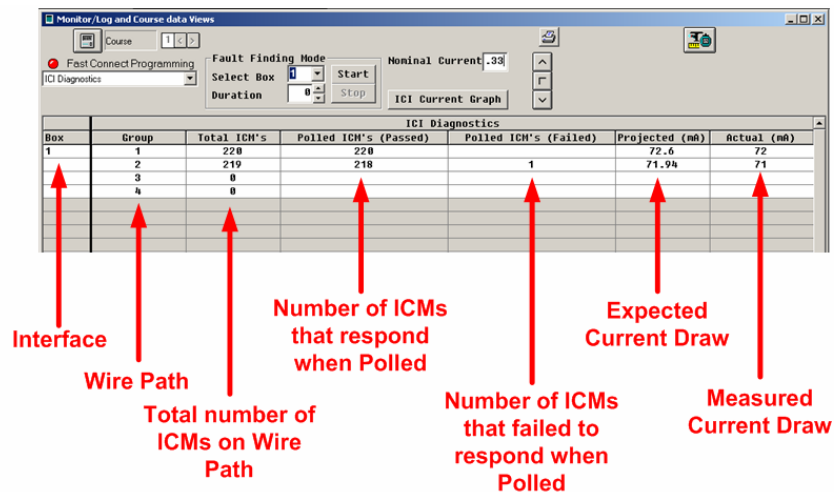 Monitor/Log and Course data Views
Course 1 < >
Fast Connect Programming
ICI Diagnostics
Fault Finding Mode
Select Box 1 Start
Duration 0 Stop
Nominal Current .33
ICI Current Graph
ICI Diagnostics
Box Group Total ICM's Polled ICM's (Passed) Polled ICM's (Failed) Projected (mA) Actual (mA)
1 1 220 220 72.6 72
2 219 218 1 71.94 71
3 0
4 0
Interface
Wire Path
Total number of
ICMs on Wire
Path
Number of ICMs
that respond
when Polled
Number of ICMs
that failed to
respond when
Polled
Expected
Current Draw
Measured
Current Draw